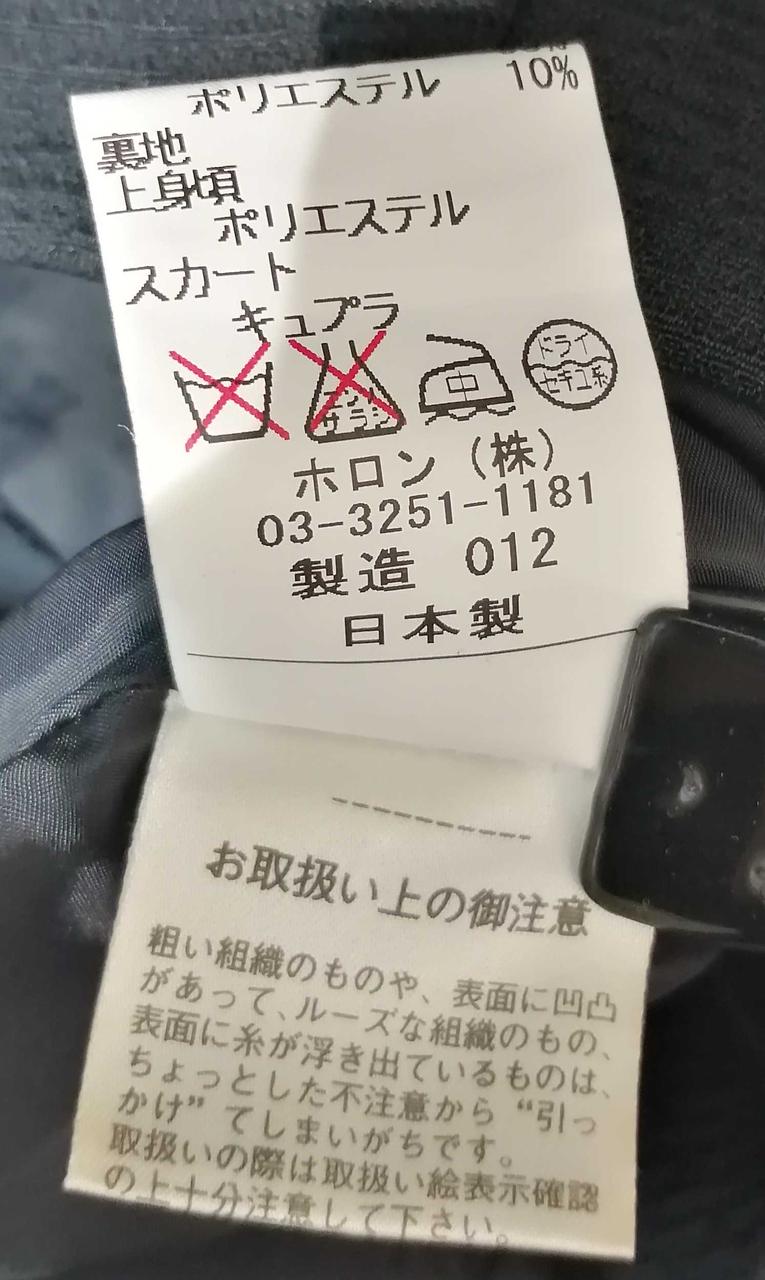 ポリエステル 10%
裏地
上身頃
ポリエステル
スカート
キュプラ
エンソ
サラシ
中
ドライ
セキユ系
ホロン（株）
03-3251-1181
製造 012
日本製
お取扱い上の御注意
粗い組織のものや、表面に凹凸
があって、ルーズな組織のもの、
表面に糸が浮き出ているものは、
ちょっとした不注意から“引っ
かけ”てしまいがちです。
取扱いの際は取扱い絵表示確認
の上十分注意して下さい。